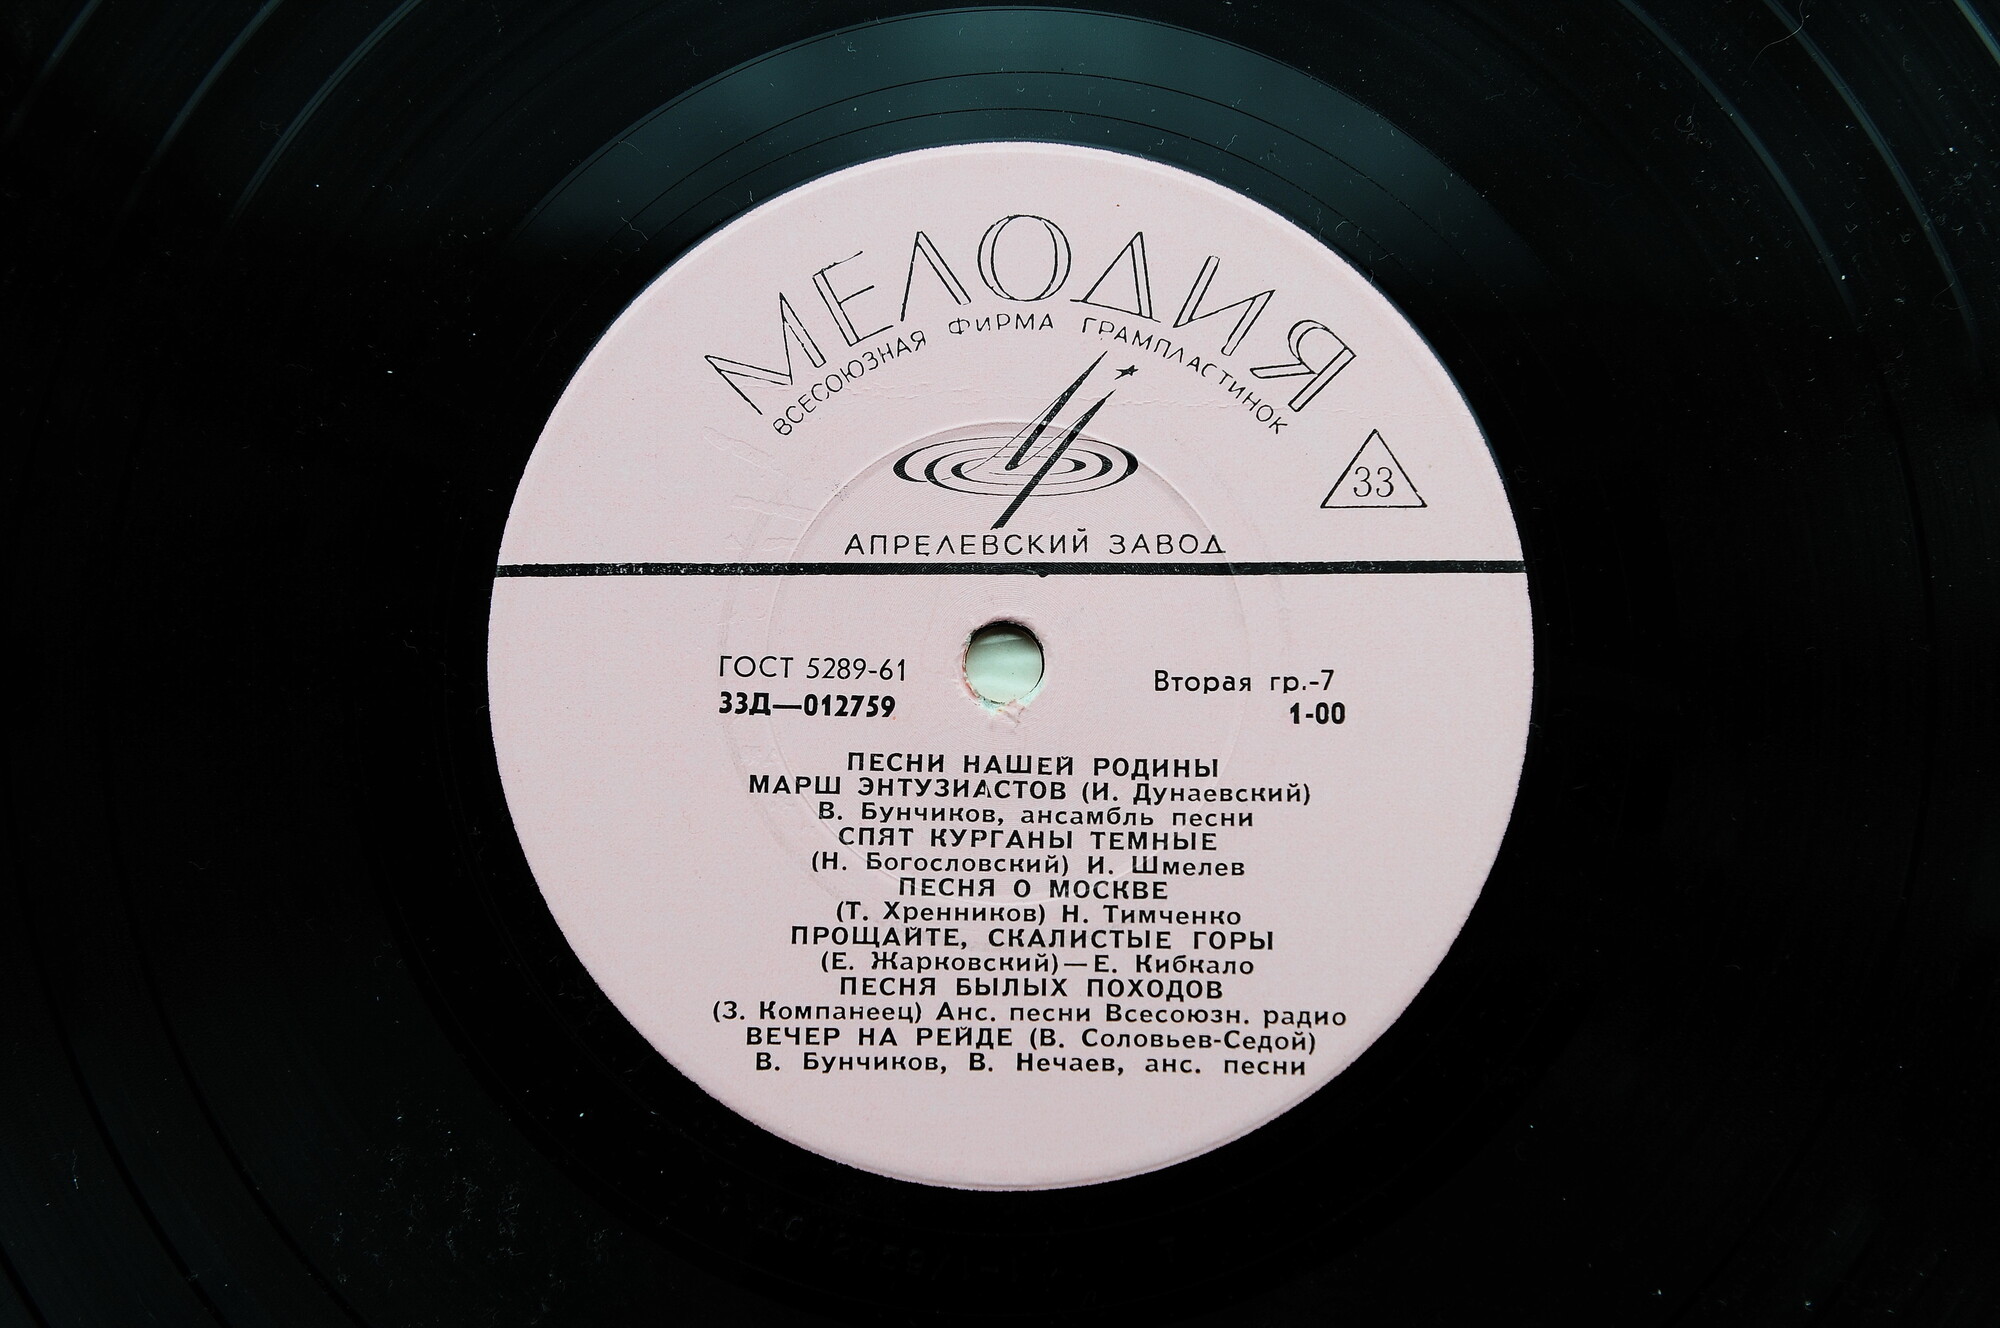 МЕЛОДИЯ
ВСЕСОЮЗНАЯ ФИРМА ГРАМПЛАСТИНОК
33
АПРЕЛЕВСКИЙ ЗАВОД
ГОСТ 5289-61
33Д—012759
Вторая гр.-7
1-00
ПЕСНИ НАШЕЙ РОДИНЫ
МАРШ ЭНТУЗИАСТОВ (И. Дунаевский)
В. Бунчиков, ансамбль песни
СПЯТ КУРГАНЫ ТЕМНЫЕ
(Н. Богословский) И. Шмелев
ПЕСНЯ О МОСКВЕ
(Т. Хренников) Н. Тимченко
ПРОЩАЙТЕ, СКАЛИСТЫЕ ГОРЫ
(Е. Жарковский)—Е. Кибкало
ПЕСНЯ БЫЛЫХ ПОХОДОВ
(З. Компанеец) Анс. песни Всесоюзн. радио
ВЕЧЕР НА РЕЙДЕ (В. Соловьев-Седой)
В. Бунчиков, В. Нечаев, анс. песни